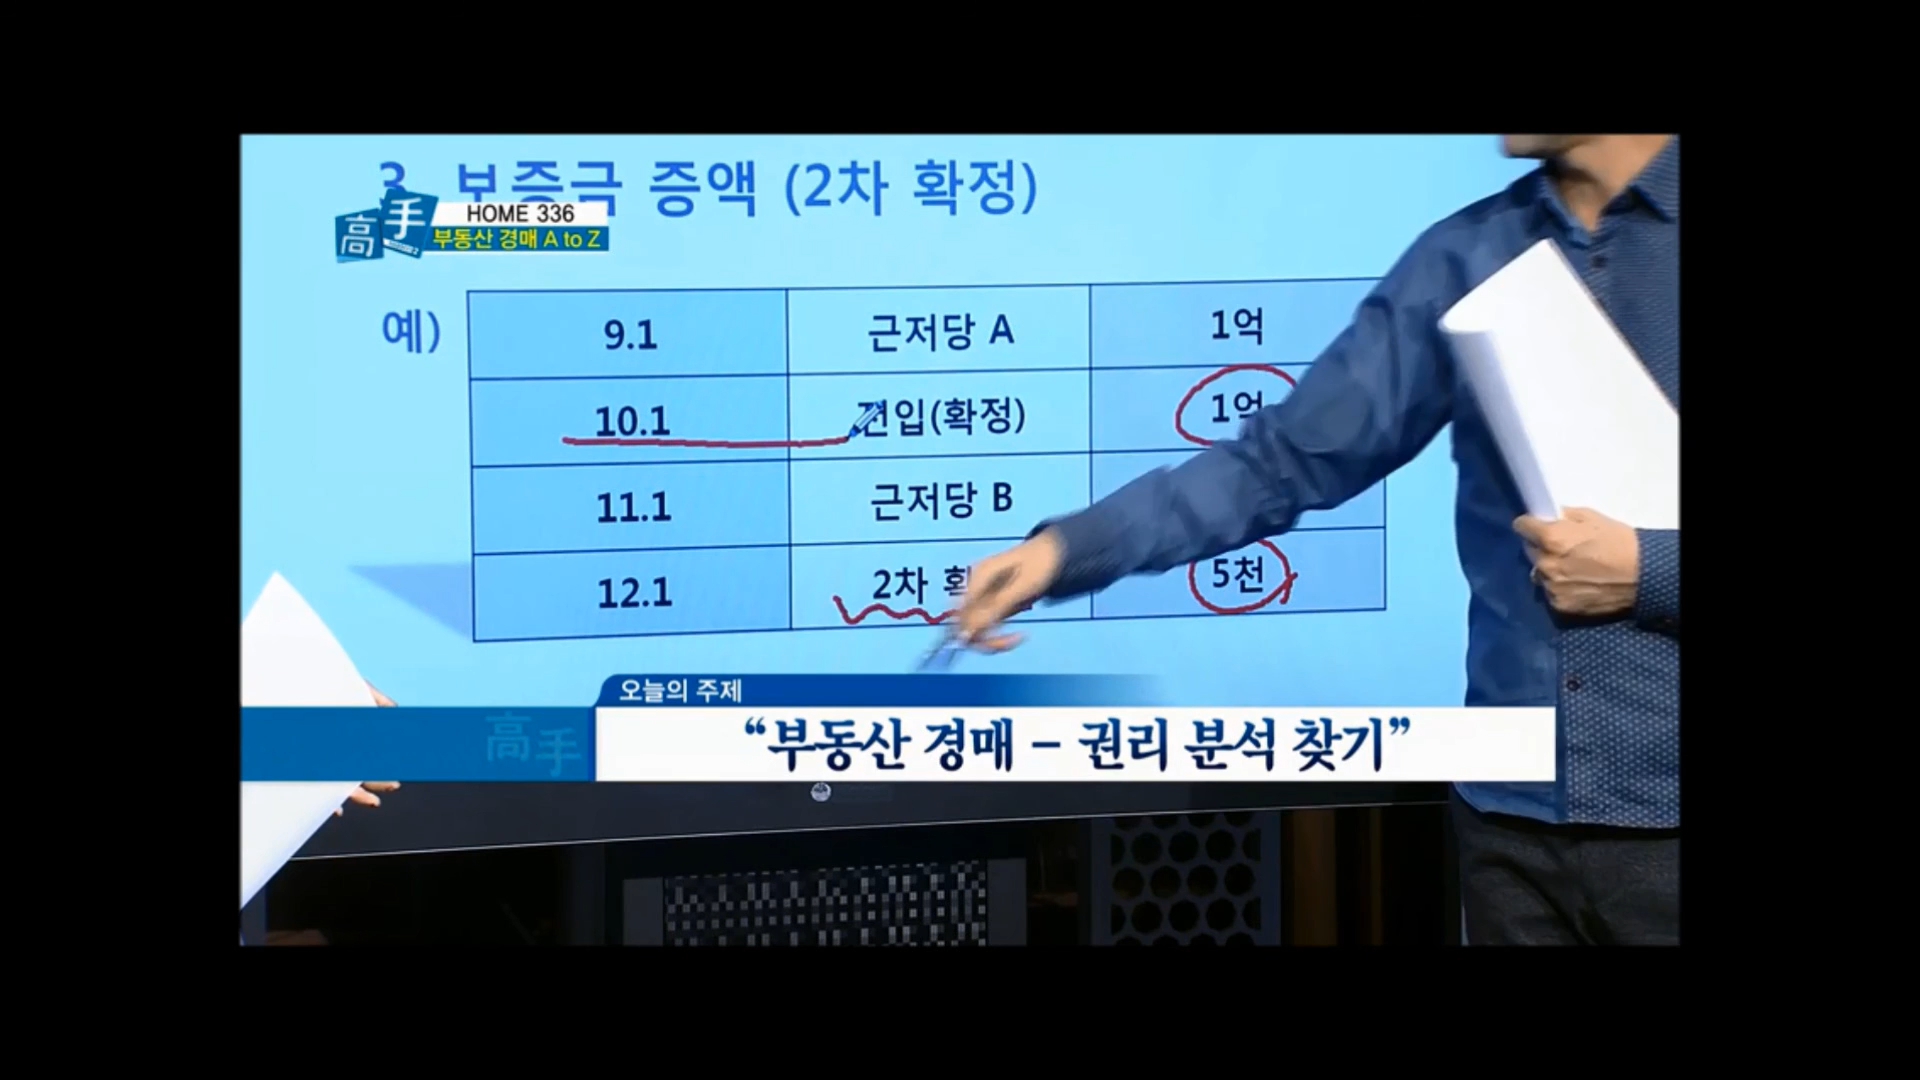 3. 보증금 증액 (2차 확정)
高手
HOME 336
부동산 경매 A to Z
예)
9.1 근저당 A 1억
10.1 전입(확정) 1억
11.1 근저당 B
12.1 2차
5천
오늘의 주제
高手
“부동산 경매 – 권리 분석 찾기”